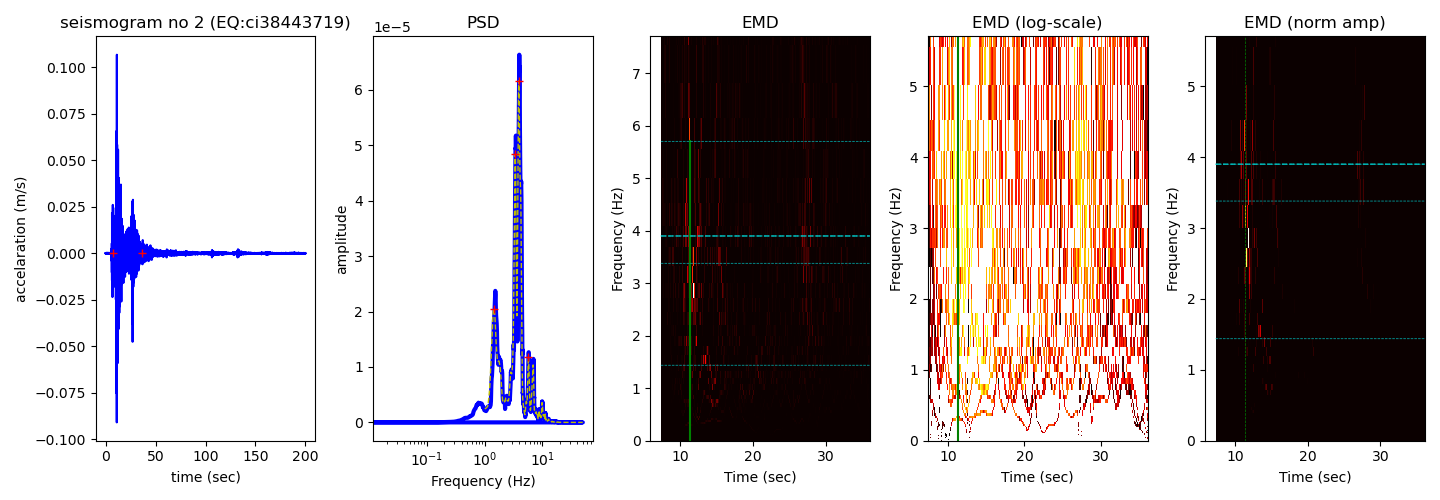 seismogram no 2 (EQ:ci38443719)
accelaration (m/s)
0.100
0.075
0.050
0.025
0.000
−0.025
−0.050
−0.075
−0.100
0 50 100 150 200
time (sec)
PSD
1e−5
amplitude
6
5
4
3
2
1
0
10⁻¹ 10⁰ 10¹
Frequency (Hz)
EMD
Frequency (Hz)
7
6
5
4
3
2
1
0
10 20 30
Time (sec)
EMD (log-scale)
Frequency (Hz)
5
4
3
2
1
0
10 20 30
Time (sec)
EMD (norm amp)
Frequency (Hz)
5
4
3
2
1
0
10 20 30
Time (sec)